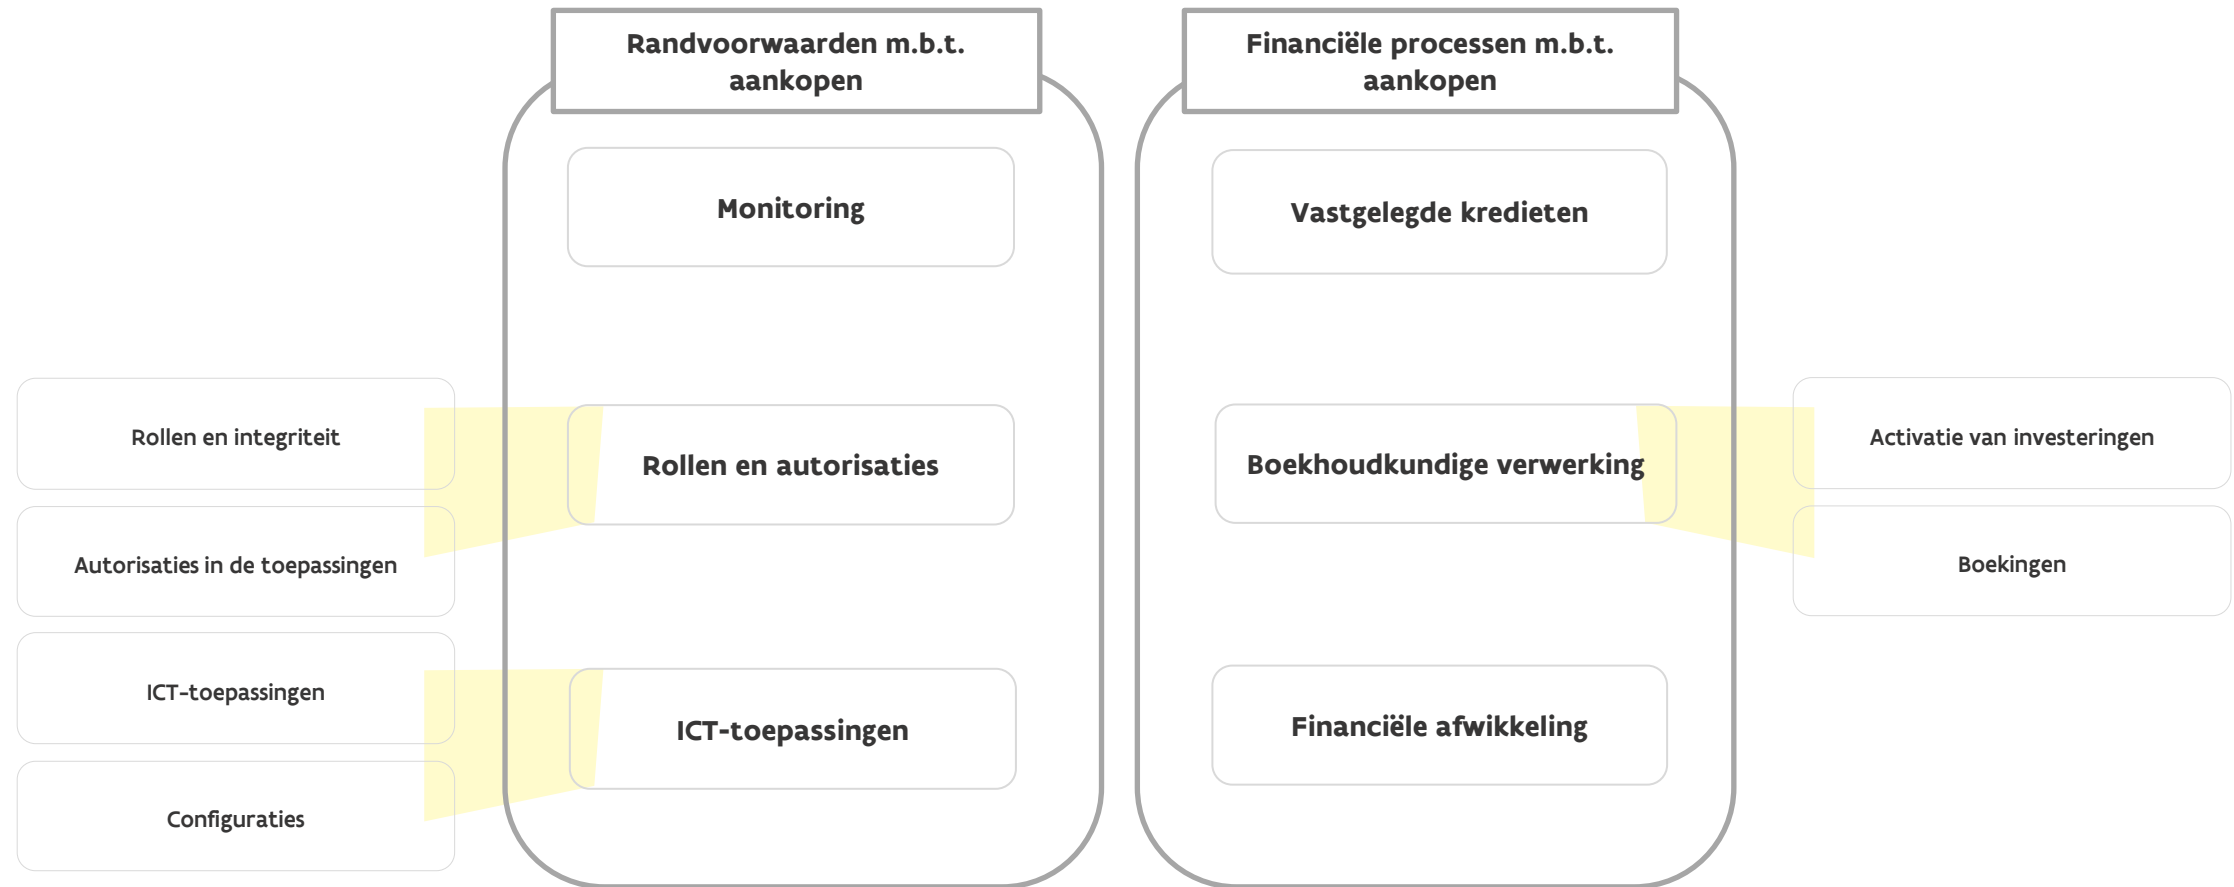 Randvoorwaarden m.b.t.
aankopen
Monitoring
Rollen en autorisaties
Rollen en integriteit
Autorisaties in de toepassingen
ICT-toepassingen
ICT-toepassingen
Configuraties
Financiële processen m.b.t.
aankopen
Vastgelegde kredieten
Boekhoudkundige verwerking
Activatie van investeringen
Boekingen
Financiële afwikkeling